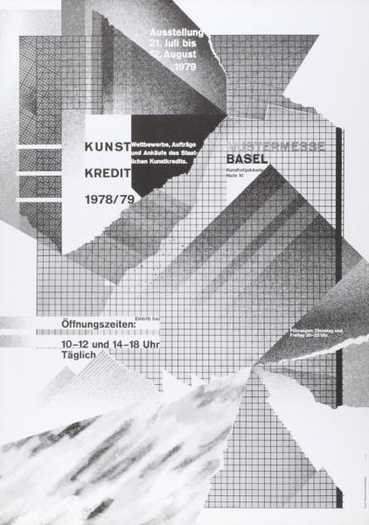 Ausstellung
21. Juli bis
12. August
1979
KUNST
KREDIT
1978/79
Wettbewerbe, Aufträge
und Ankäufe des Staat-
lichen Kunstkredits.
MUSTERMESSE
BASEL
Rundhofgebäude
Halle 10
Eintritt frei
Öffnungszeiten:
10–12 und 14–18 Uhr
Täglich
Führungen: Dienstag und
Freitag 20–22 Uhr